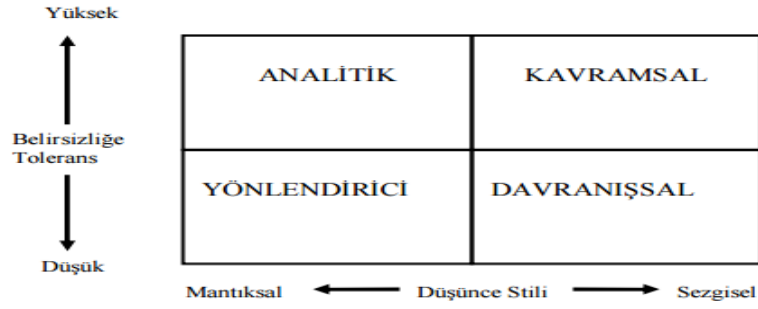 Yüksek
ANALİTİK
KAVRAMSAL
Belirsizliğe
Tolerans
YÖNLENDİRİCİ
DAVRANIŞSAL
Düşük
Mantıksal
Düşünce Stili
Sezgisel